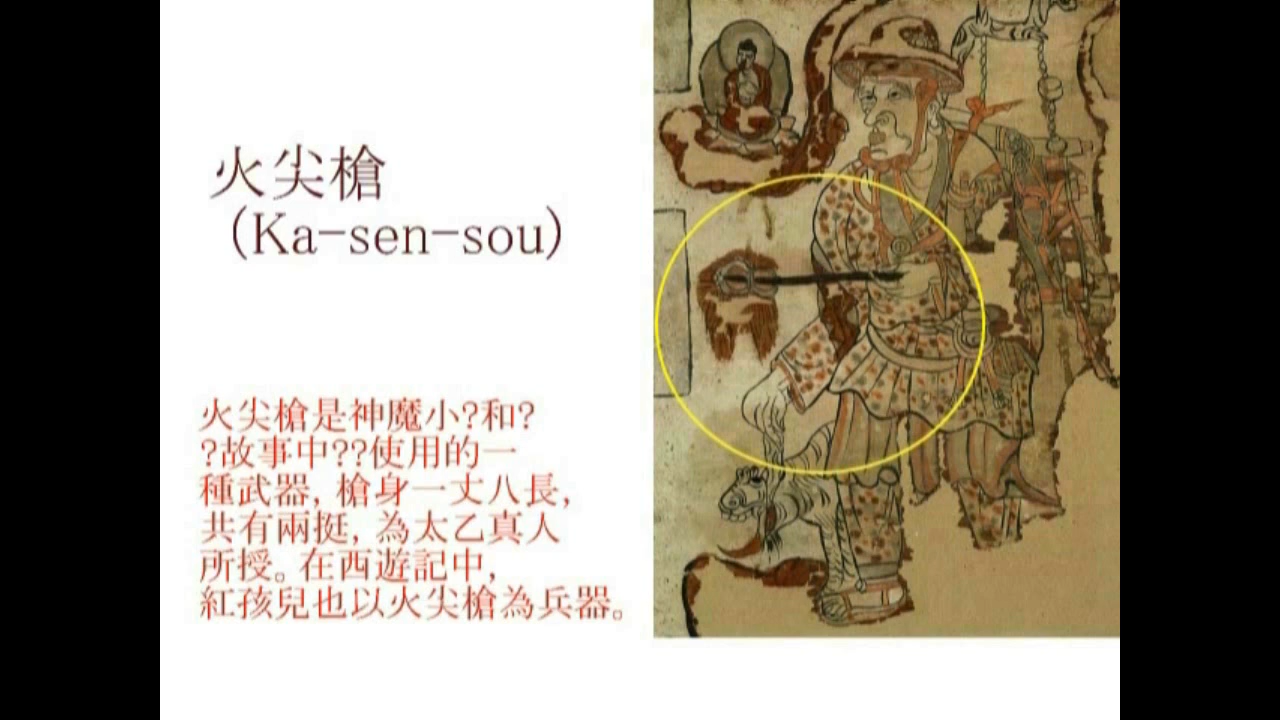 火尖槍
(Ka-sen-sou)
火尖槍是神魔小?和?
?故事中??使用的一
種武器，槍身一丈八長，
共有兩挺，為太乙真人
所授。在西遊記中，
紅孩兒也以火尖槍為兵器。